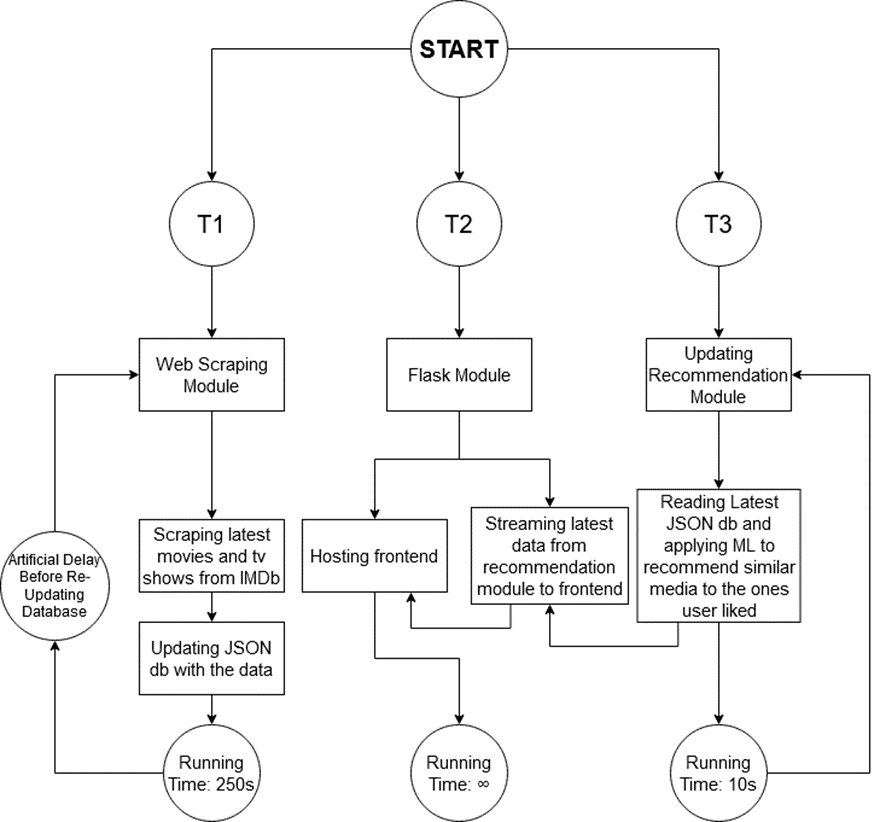 START
T1
T2
T3
Web Scraping
Module
Flask Module
Updating
Recommendation
Module
Scraping latest
movies and tv
shows from IMDb
Hosting frontend
Streaming latest
data from
recommendation
module to frontend
Reading Latest
JSON db and
applying ML to
recommend similar
media to the ones
user liked
Artificial Delay
Before Re-
Updating
Database
Updating JSON
db with the data
Running
Time: 250s
Running
Time: ∞
Running
Time: 10s